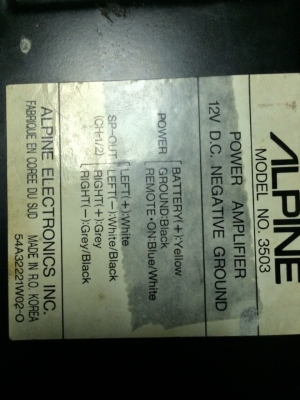 ALPINE
MODEL NO. 3503
POWER AMPLIFIER
12V D.C. NEGATIVE GROUND
POWER [BATTERY(+):Yellow
GROUND:Black
REMOTE•ON:Blue/White
SP-OUT [LEFT(+):White
(CH-1/2) LEFT(-):White/Black
RIGHT(+):Grey
RIGHT(-):Grey/Black
ALPINE ELECTRONICS INC.
FABRIQUE EN COREE DU SUD MADE IN R.O. KOREA
54A32221W02-O